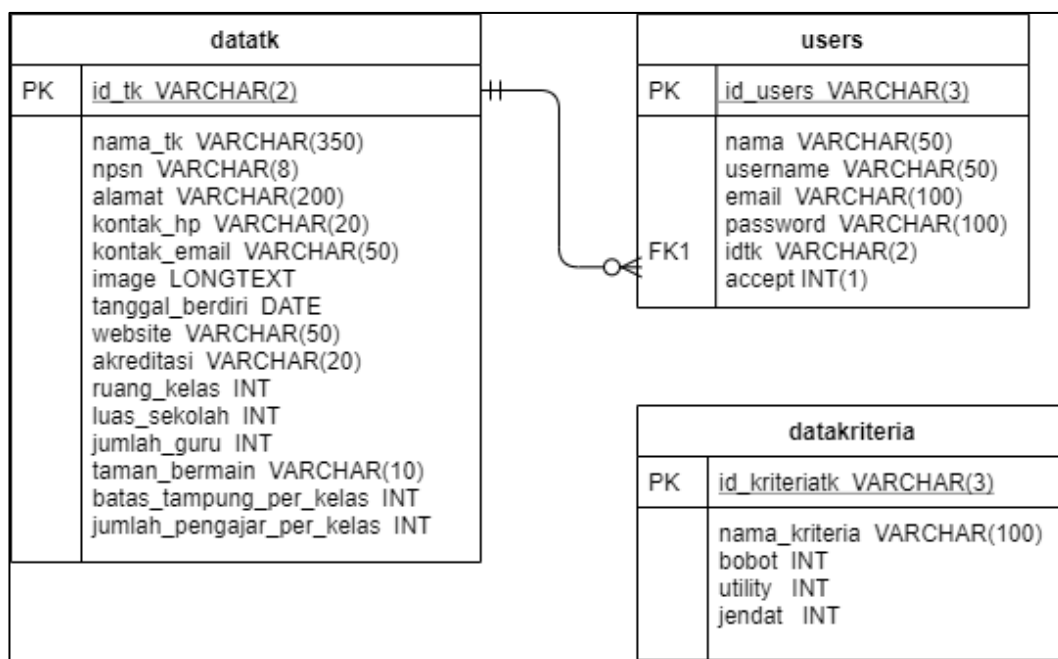 datatk
PK id_tk VARCHAR(2)
nama_tk VARCHAR(350)
npsn VARCHAR(8)
alamat VARCHAR(200)
kontak_hp VARCHAR(20)
kontak_email VARCHAR(50)
image LONGTEXT
tanggal_berdiri DATE
website VARCHAR(50)
akreditasi VARCHAR(20)
ruang_kelas INT
luas_sekolah INT
jumlah_guru INT
taman_bermain VARCHAR(10)
batas_tampung_per_kelas INT
jumlah_pengajar_per_kelas INT
users
PK id_users VARCHAR(3)
nama VARCHAR(50)
username VARCHAR(50)
email VARCHAR(100)
password VARCHAR(100)
FK1 idtk VARCHAR(2)
accept INT(1)
datakriteria
PK id_kriteriatk VARCHAR(3)
nama_kriteria VARCHAR(100)
bobot INT
utility INT
jendat INT